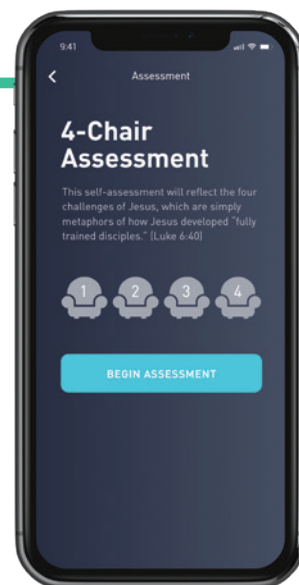 9:41
Assessment
4-Chair
Assessment
This self-assessment will reflect the four
challenges of Jesus, which are simply
metaphors of how Jesus developed "fully
trained disciples." (Luke 6:40)
1 2 3 4
BEGIN ASSESSMENT